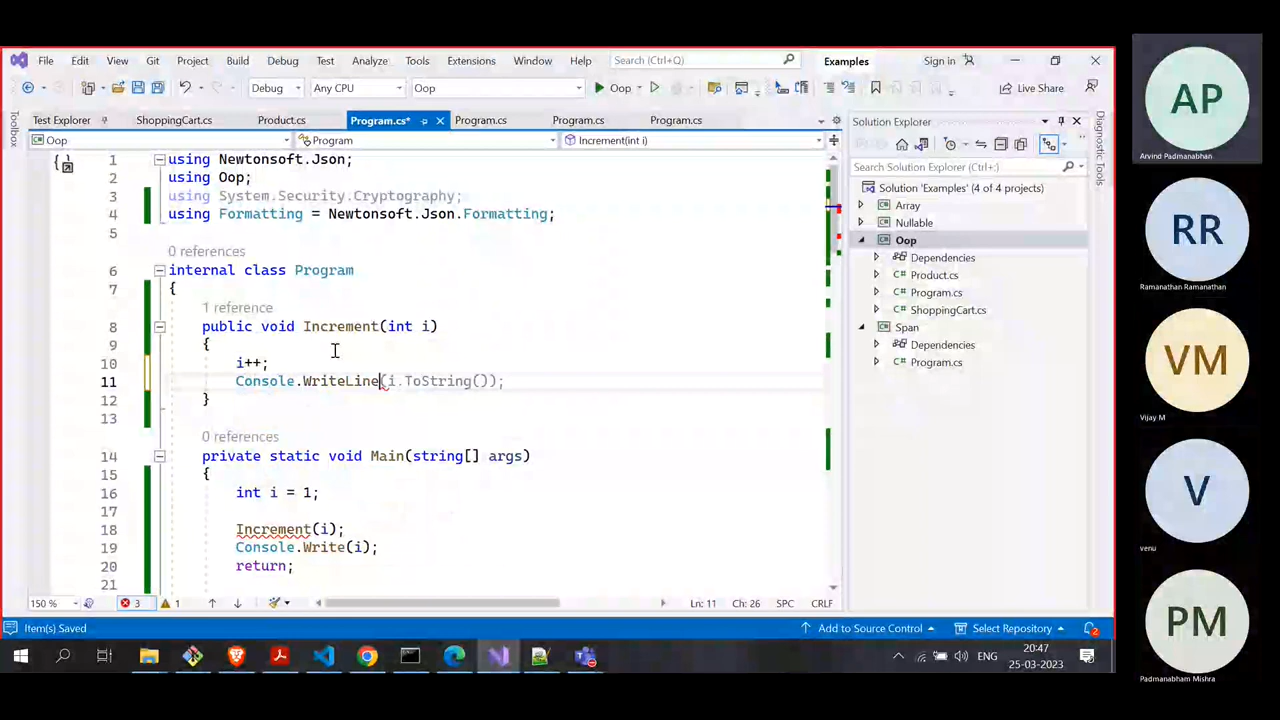 File Edit View Git Project Build Debug Test Analyze Tools Extensions Window Help Search (Ctrl+Q) Examples Sign in
Debug Any CPU Oop Oop Live Share
Toolbox
Test Explorer ShoppingCart.cs Product.cs Program.cs* Program.cs Program.cs Program.cs
Oop Program Increment(int i)
1 using Newtonsoft.Json;
2 using Oop;
3 using System.Security.Cryptography;
4 using Formatting = Newtonsoft.Json.Formatting;
5
0 references
6 internal class Program
7 {
1 reference
8 public void Increment(int i)
9 {
10 i++;
11 Console.WriteLine(i.ToString());
12 }
13
0 references
14 private static void Main(string[] args)
15 {
16 int i = 1;
17
18 Increment(i);
19 Console.Write(i);
20 return;
21
150 % 3 1 Ln: 11 Ch: 26 SPC CRLF
Solution Explorer
Search Solution Explorer (Ctrl+;)
Solution 'Examples' (4 of 4 projects)
Array
Nullable
Oop
Dependencies
C# Product.cs
C# Program.cs
C# ShoppingCart.cs
Span
Dependencies
C# Program.cs
Diagnostic Tools
Item(s) Saved Add to Source Control Select Repository 2
ENG 20:47
25-03-2023
AP
Arvind Padmanabhan
RR
Ramanathan Ramanathan
VM
Vijay M
V
venu
PM
Padmanabham Mishra